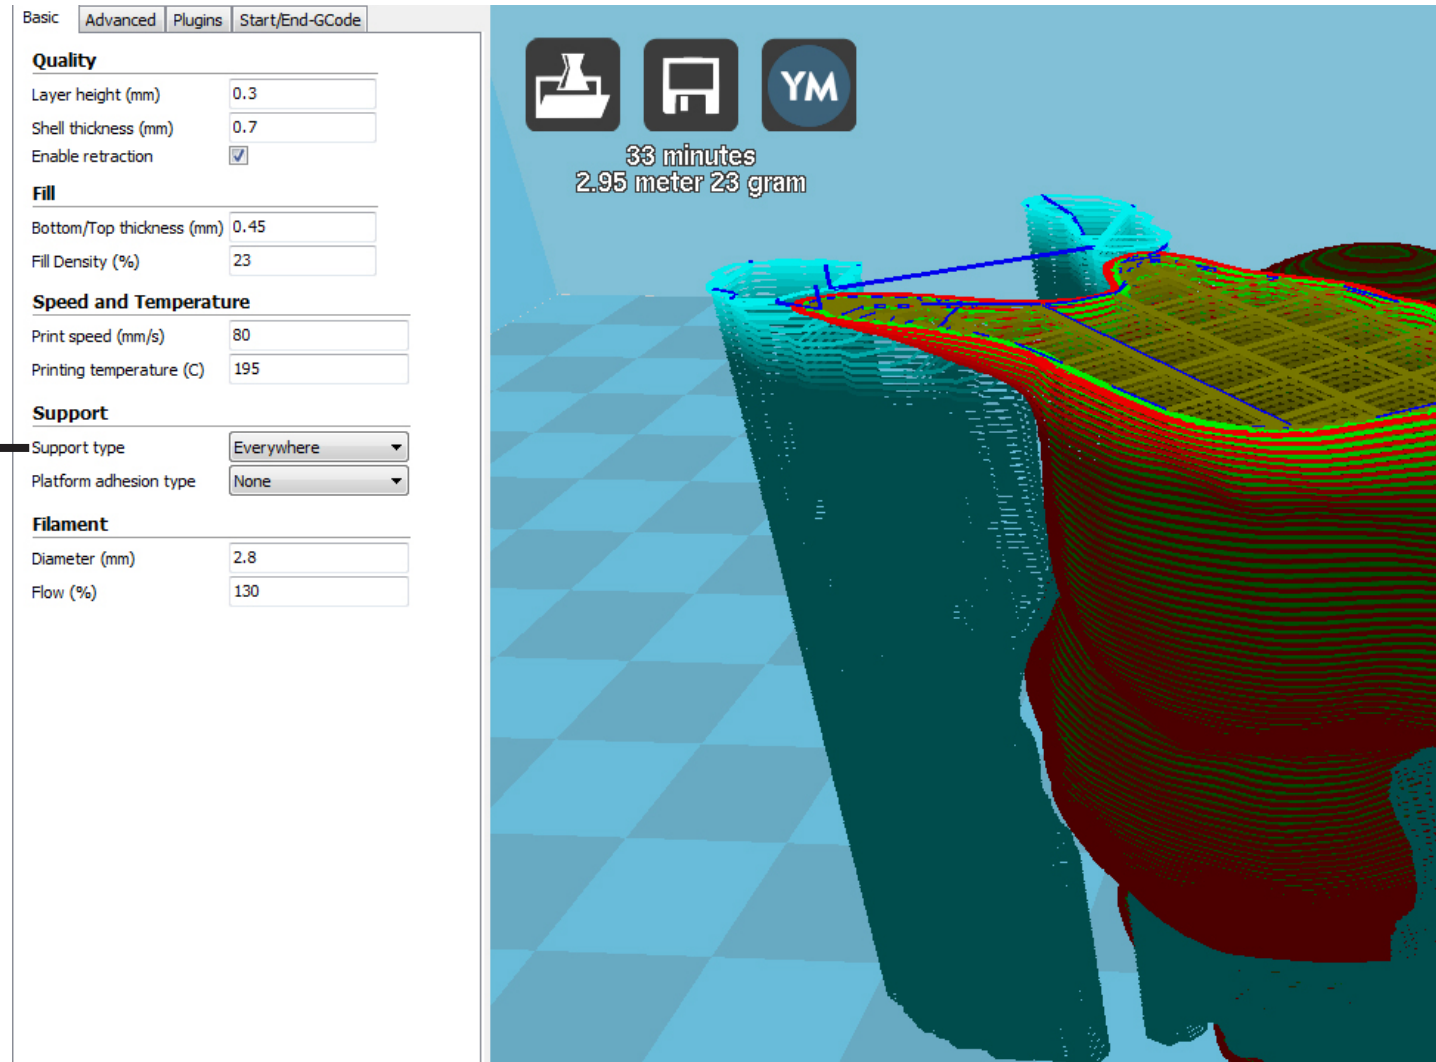 Basic Advanced Plugins Start/End-GCode
Quality
Layer height (mm) 0.3
Shell thickness (mm) 0.7
Enable retraction
Fill
Bottom/Top thickness (mm) 0.45
Fill Density (%) 23
Speed and Temperature
Print speed (mm/s) 80
Printing temperature (C) 195
Support
Support type Everywhere
Platform adhesion type None
Filament
Diameter (mm) 2.8
Flow (%) 130
YM
33 minutes
2.95 meter 23 gram